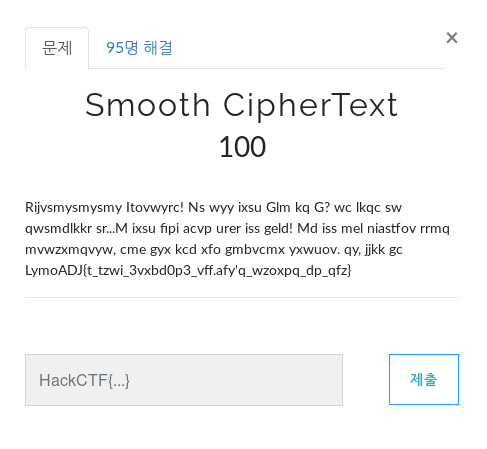 문제
95명 해결
×
Smooth CipherText
100
Rijvsmysmysmy Itovwyrc! Ns wyy ixsu Glm kq G? wc lkqc sw
qwsmdlkkr sr...M ixsu fipi acvp urer iss geld! Md iss mel niastfov rrmq
mvwzxmqvyw, cme gyx kcd xfo gmbvcmx yxwuov. qy, jjkk gc
LymoADJ{t_tzwi_3vxbd0p3_vff.afy'q_wzoxpq_dp_qfz}
HackCTF{...}
제출